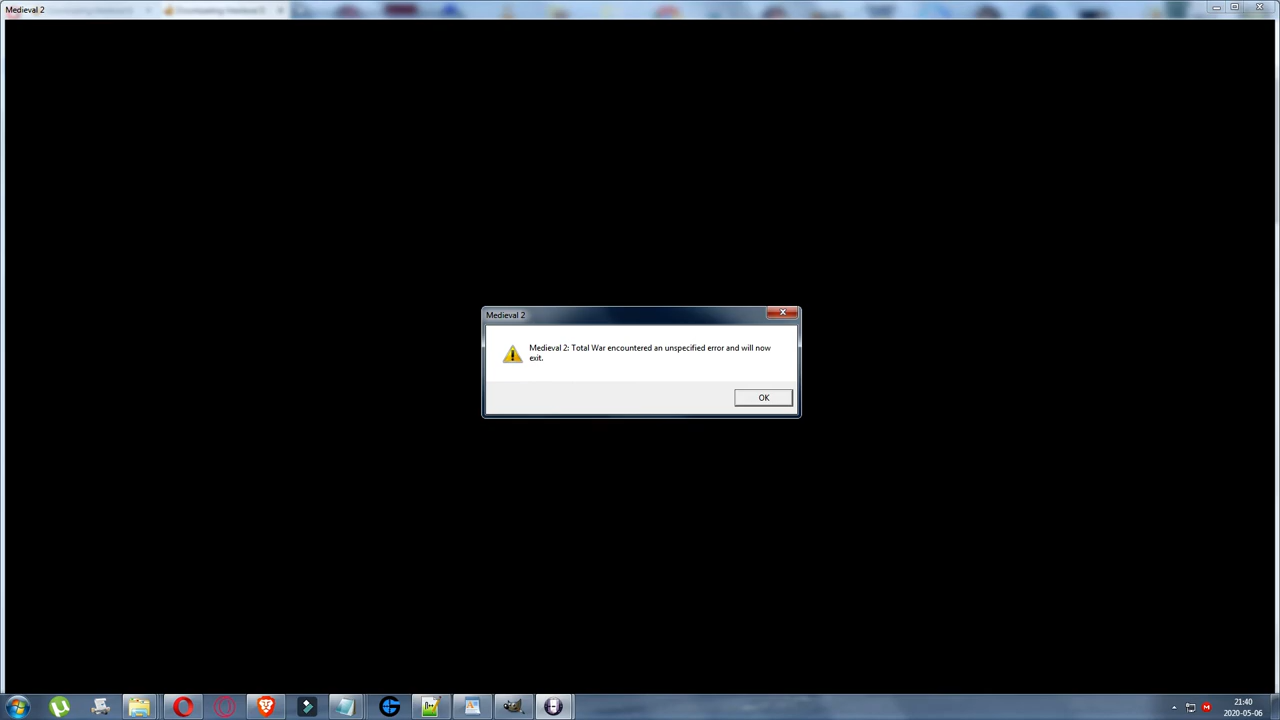 Medieval 2
Medieval 2
Medieval 2: Total War encountered an unspecified error and will now
exit.
OK
21:40
2020-05-06